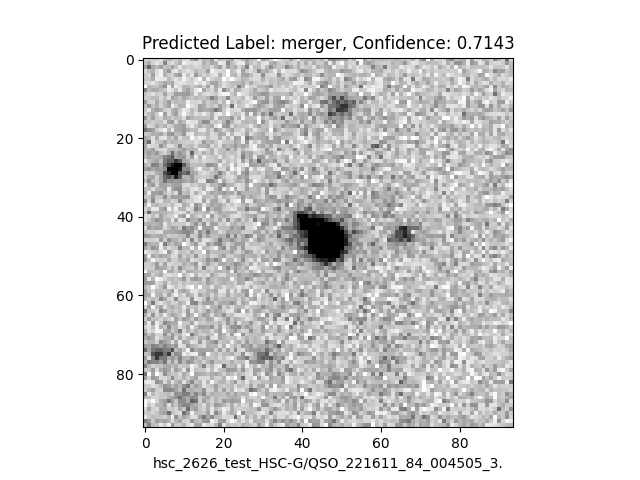 Predicted Label: merger, Confidence: 0.7143
0
20
40
60
80
0 20 40 60 80
hsc_2626_test_HSC-G/QSO_221611_84_004505_3.